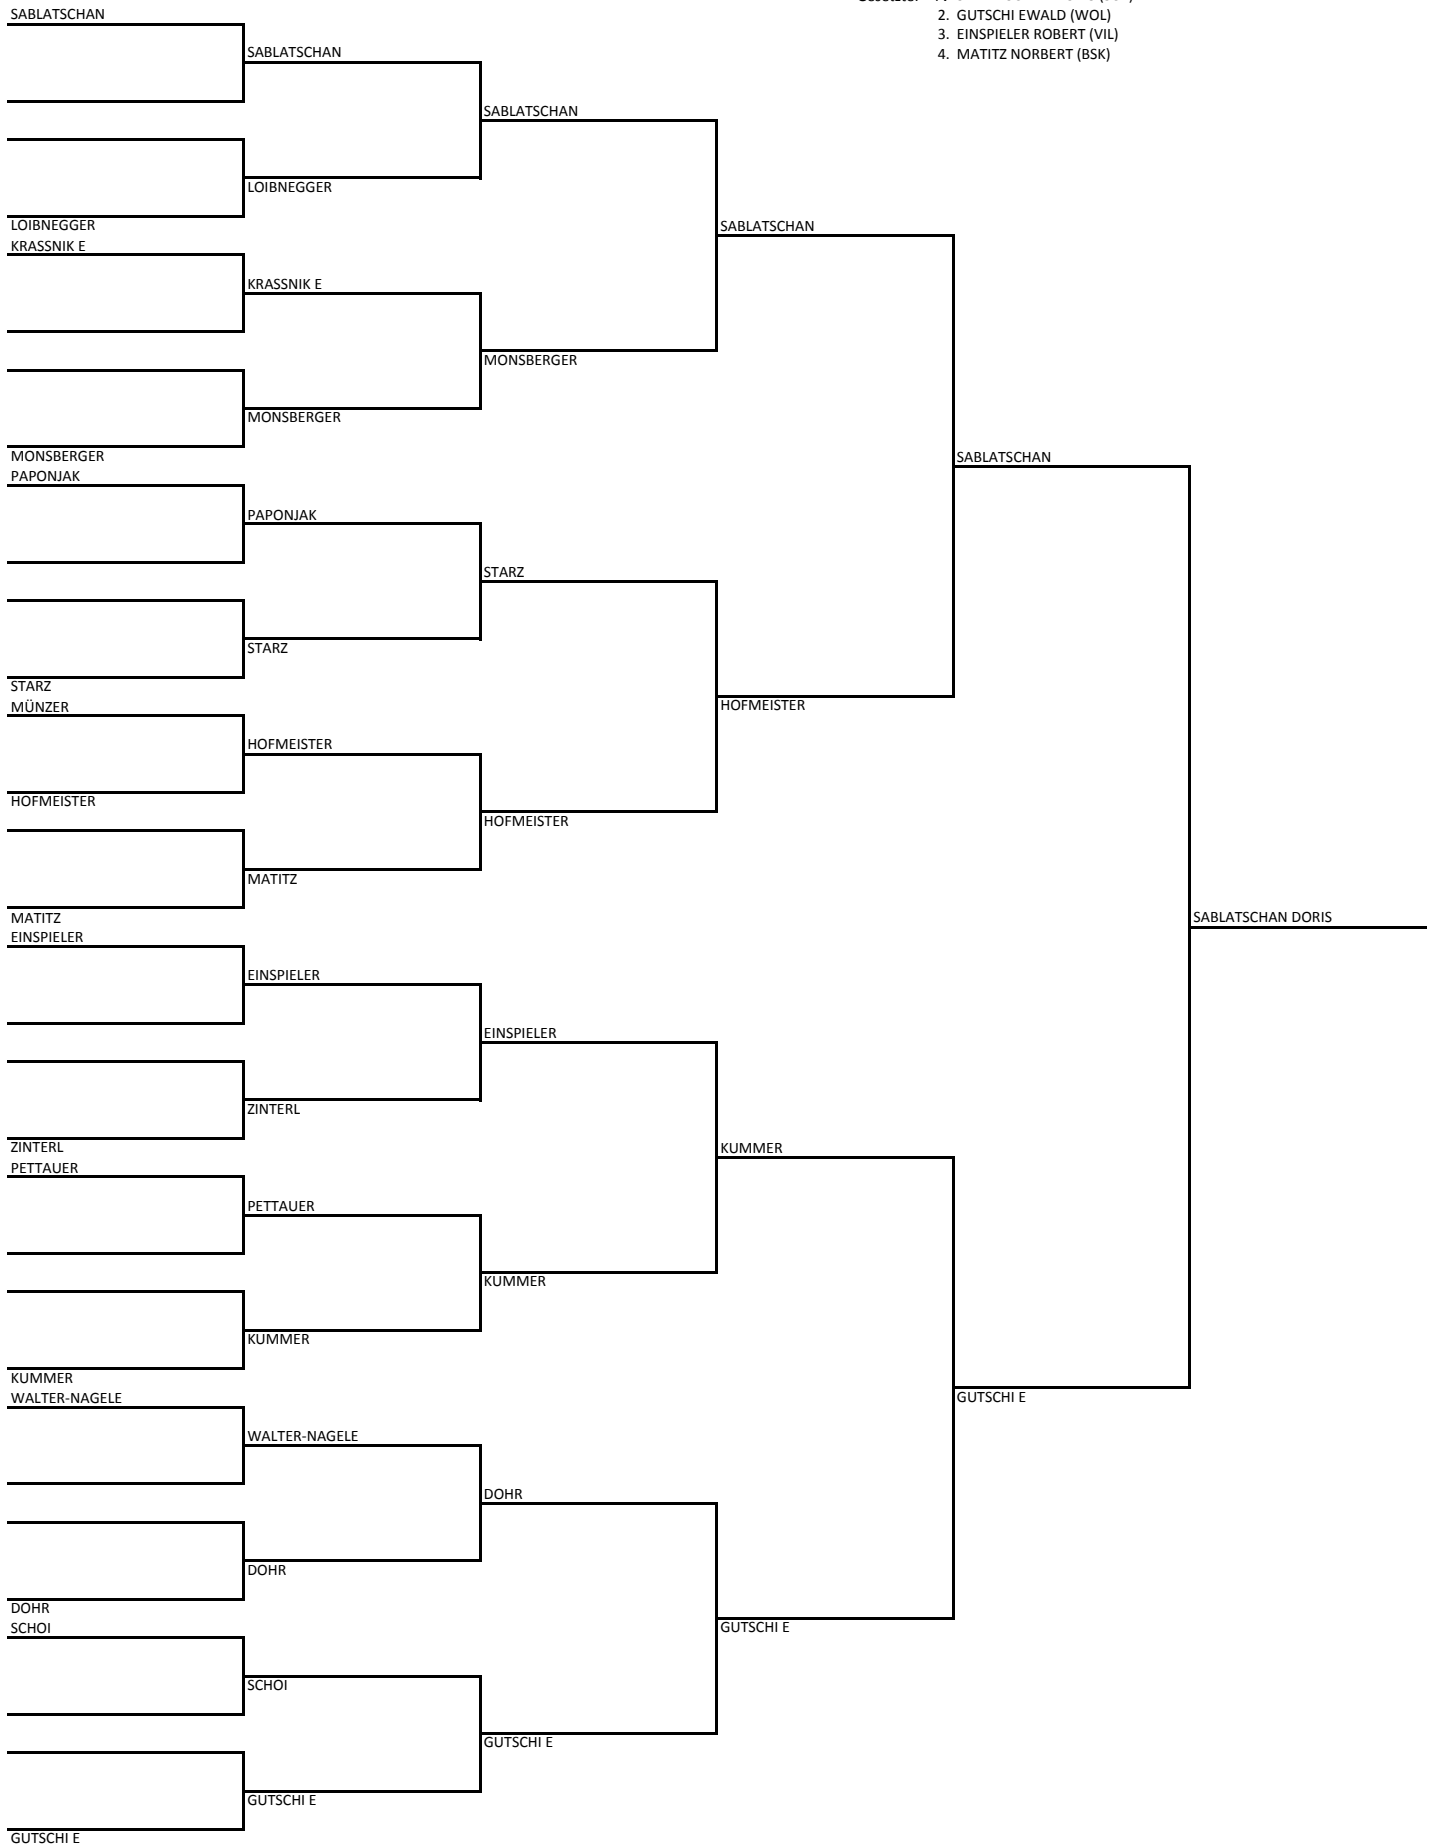 SABLATSCHAN
2. GUTSCHI EWALD (WOL)
3. EINSPIELER ROBERT (VIL)
4. MATITZ NORBERT (BSK)
SABLATSCHAN
SABLATSCHAN
LOIBNEGGER
LOIBNEGGER
SABLATSCHAN
KRASSNIK E
KRASSNIK E
MONSBERGER
MONSBERGER
MONSBERGER
SABLATSCHAN
PAPONJAK
PAPONJAK
STARZ
STARZ
STARZ
HOFMEISTER
MÜNZER
HOFMEISTER
HOFMEISTER
HOFMEISTER
MATITZ
MATITZ
SABLATSCHAN DORIS
EINSPIELER
EINSPIELER
EINSPIELER
ZINTERL
ZINTERL
KUMMER
PETTAUER
PETTAUER
KUMMER
KUMMER
KUMMER
GUTSCHI E
WALTER-NAGELE
WALTER-NAGELE
DOHR
DOHR
DOHR
GUTSCHI E
SCHOI
SCHOI
GUTSCHI E
GUTSCHI E
GUTSCHI E